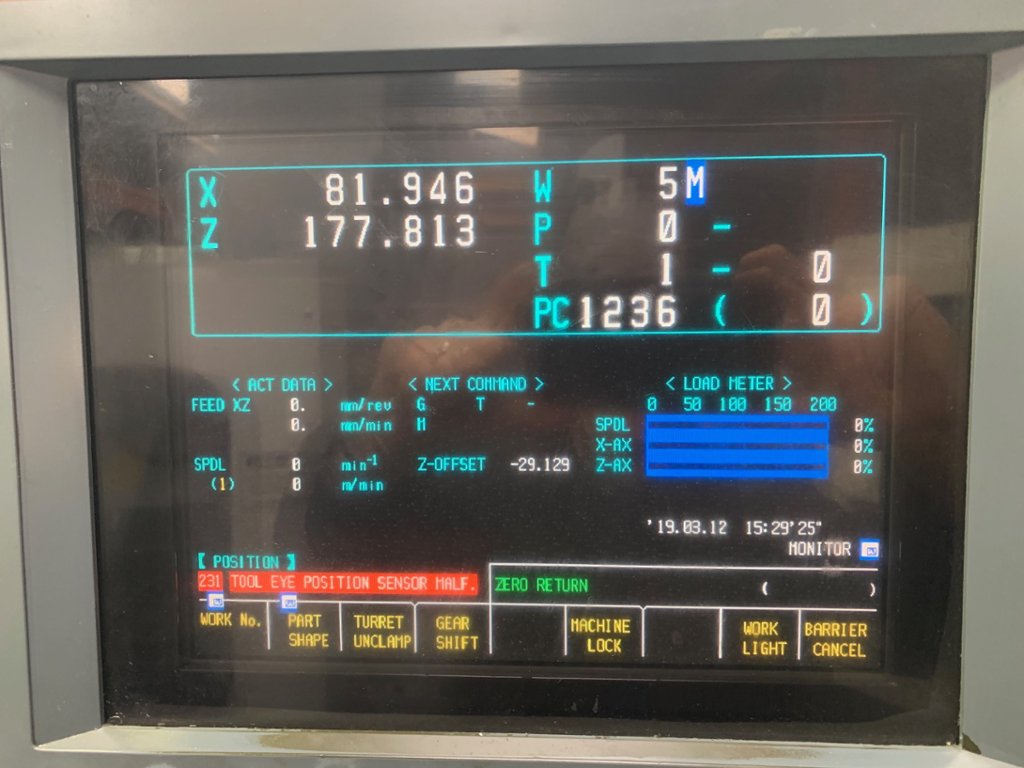 X 81.946 W 5M
Z 177.813 P 0 -
T 1 - 0
PC 1236 ( 0 )
< ACT DATA > < NEXT COMMAND > < LOAD METER >
FEED XZ 0. mm/rev G T - 0 50 100 150 200
0. mm/min M SPDL 0%
X-AX 0%
SPDL 0 min-1 Z-OFFSET -29.129 Z-AX 0%
(1) 0 m/min
'19.03.12 15:29'25"
MONITOR
【 POSITION 】
231 TOOL EYE POSITION SENSOR MALF. ZERO RETURN ( )
WORK No. PART SHAPE TURRET UNCLAMP GEAR SHIFT MACHINE LOCK WORK LIGHT BARRIER CANCEL